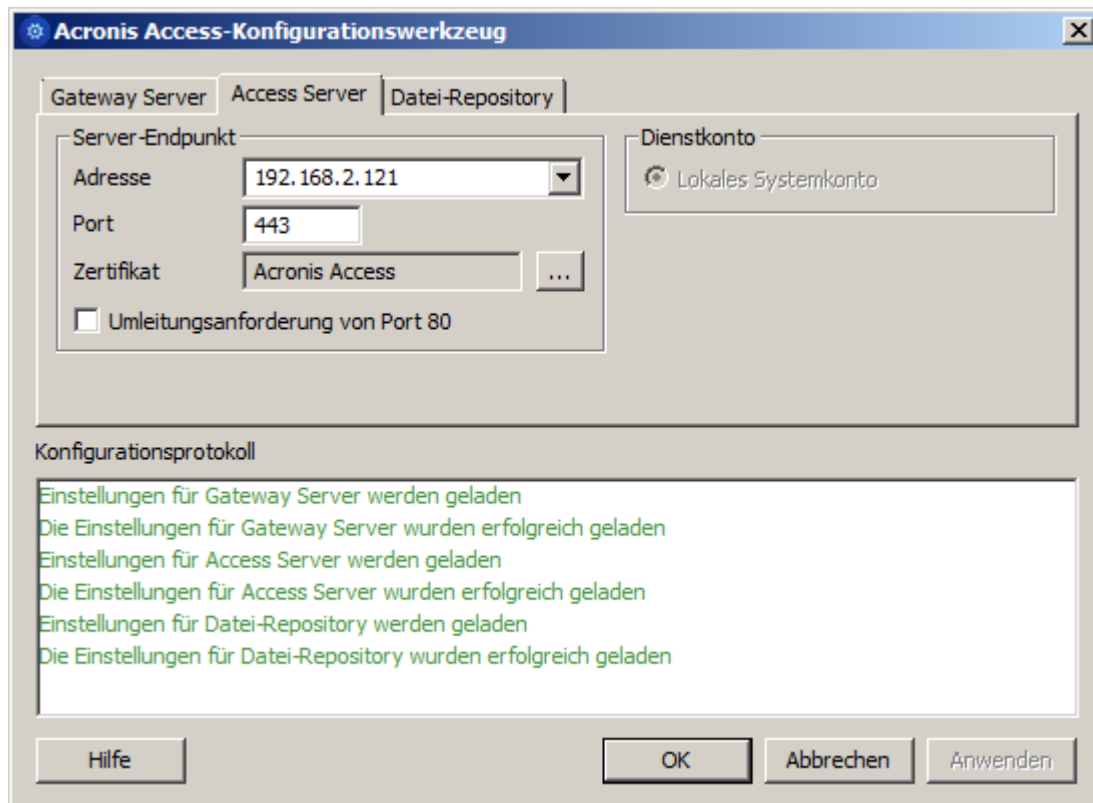 Acronis Access-Konfigurationswerkzeug
Gateway Server Access Server Datei-Repository
Server-Endpunkt
Adresse 192.168.2.121
Port 443
Zertifikat Acronis Access ...
Umleitungsanforderung von Port 80
Dienstkonto
Lokales Systemkonto
Konfigurationsprotokoll
Einstellungen für Gateway Server werden geladen
Die Einstellungen für Gateway Server wurden erfolgreich geladen
Einstellungen für Access Server werden geladen
Die Einstellungen für Access Server wurden erfolgreich geladen
Einstellungen für Datei-Repository werden geladen
Die Einstellungen für Datei-Repository wurden erfolgreich geladen
Hilfe OK Abbrechen Anwenden